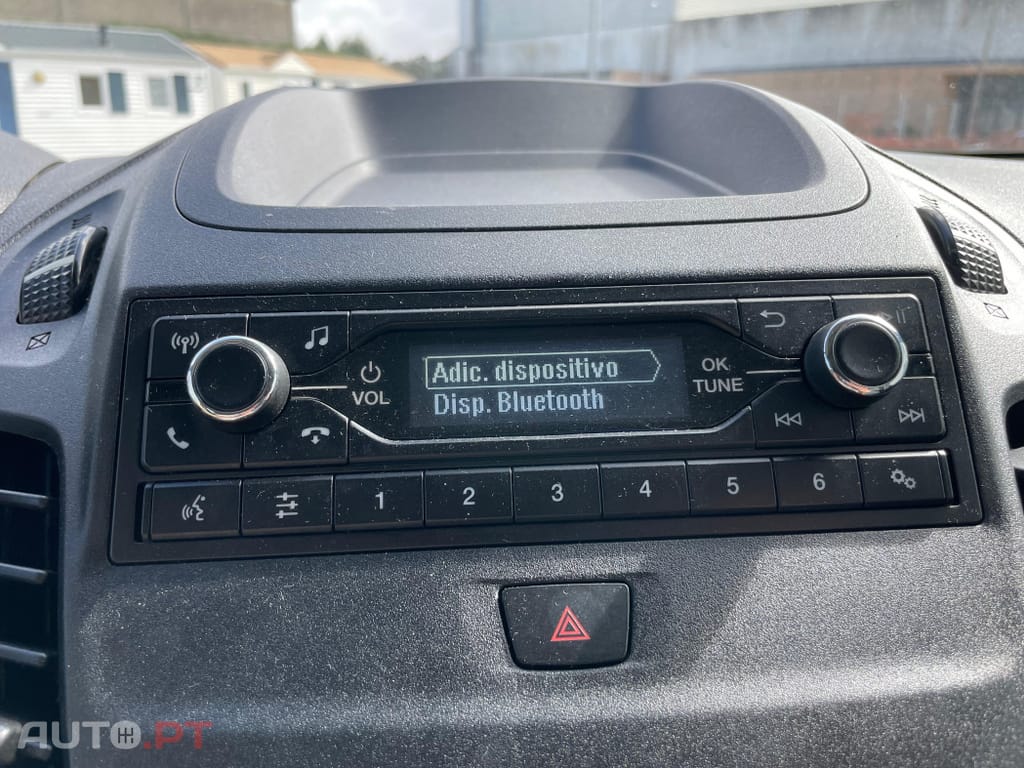 Adic. dispositivo
Disp. Bluetooth
VOL
OK
TUNE
1 2 3 4 5 6
AUTO.PT